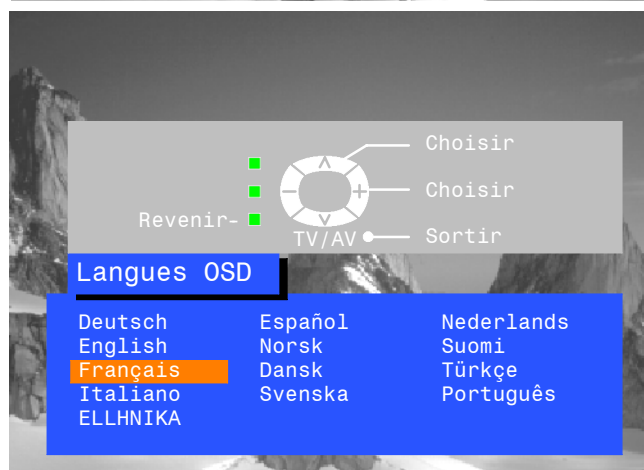 Choisir
Choisir
Revenir-
TV/AV
Sortir
Langues OSD
Deutsch Español Nederlands
English Norsk Suomi
Français Dansk Türkçe
Italiano Svenska Português
ELLHNIKA